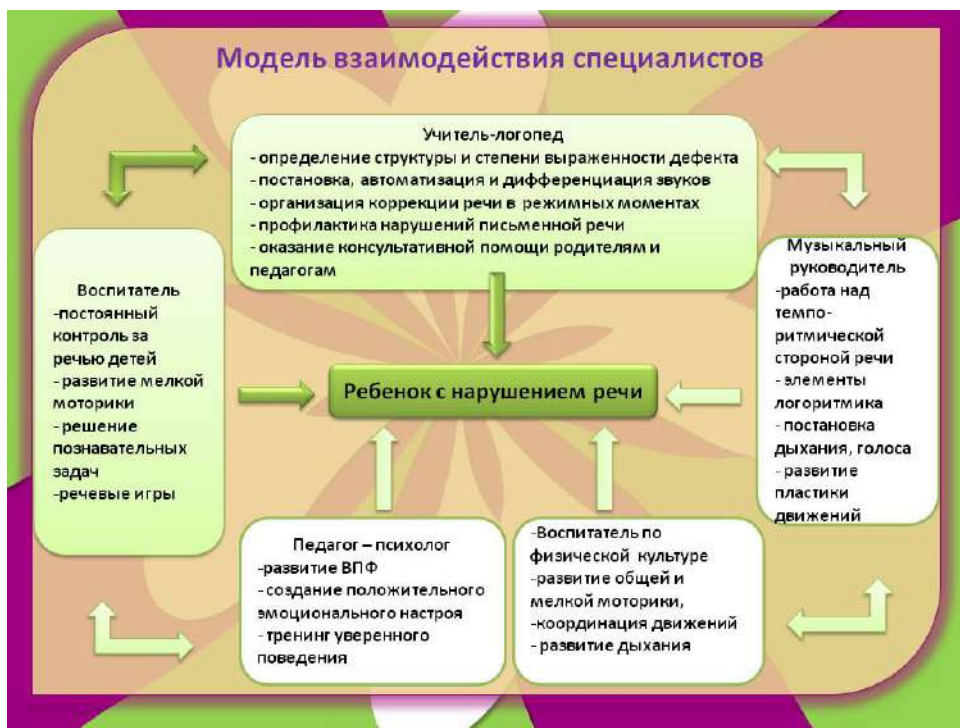 Модель взаимодействия специалистов
Учитель-логопед
- определение структуры и степени выраженности дефекта
- постановка, автоматизация и дифференциация звуков
- организация коррекции речи в режимных моментах
- профилактика нарушений письменной речи
- оказание консультативной помощи родителям и
педагогам
Воспитатель
-постоянный
контроль за
речью детей
- развитие мелкой
моторики
- решение
познавательных
задач
-речевые игры
Ребенок с нарушением речи
Музыкальный
руководитель
-работа над
темпо-
ритмической
стороной речи
- элементы
логоритмика
- постановка
дыхания, голоса
- развитие
пластики
движений
Педагог – психолог
-развитие ВПФ
- создание положительного
эмоционального настроя
- тренинг уверенного
поведения
-Воспитатель по
физической культуре
-развитие общей и
мелкой моторики,
-координация движений
- развитие дыхания